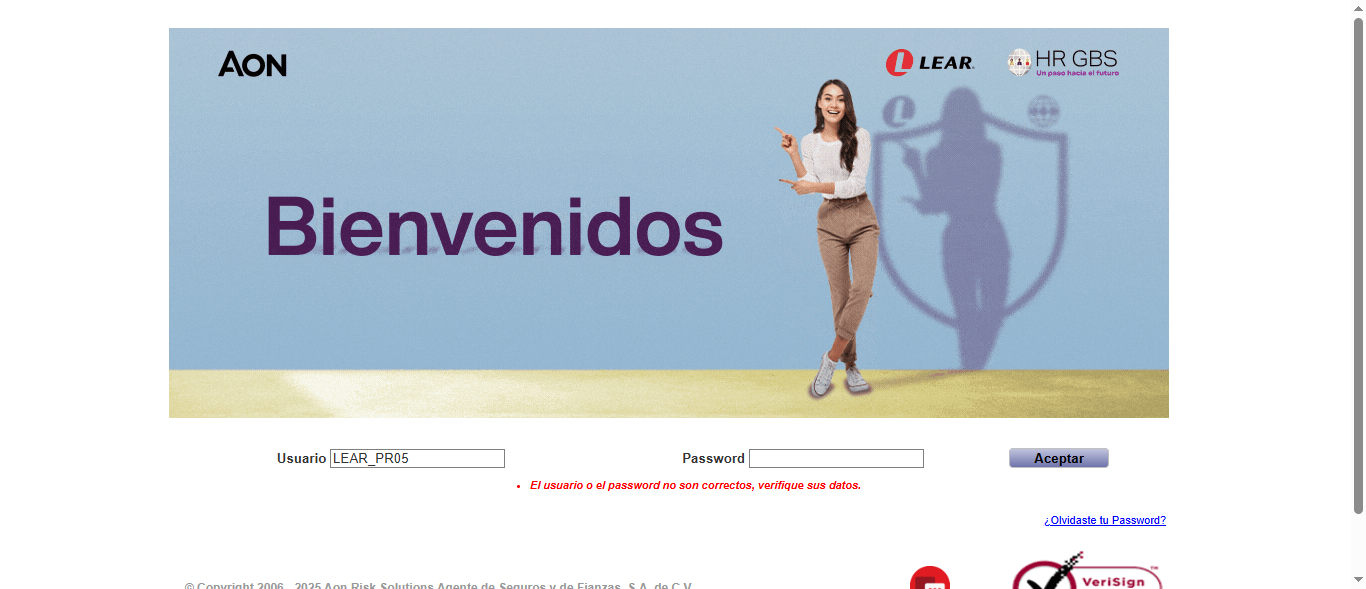 AON
LEAR
HR GBS
Un paso hacia el futuro
Bienvenidos
Usuario LEAR_PR05 Password Aceptar
• El usuario o el password no son correctos, verifique sus datos.
¿Olvidaste tu Password?
© Copyright 2006 - 2025 Aon Risk Solutions Agente de Seguros y de Fianzas, S.A. de C.V.
VeriSign